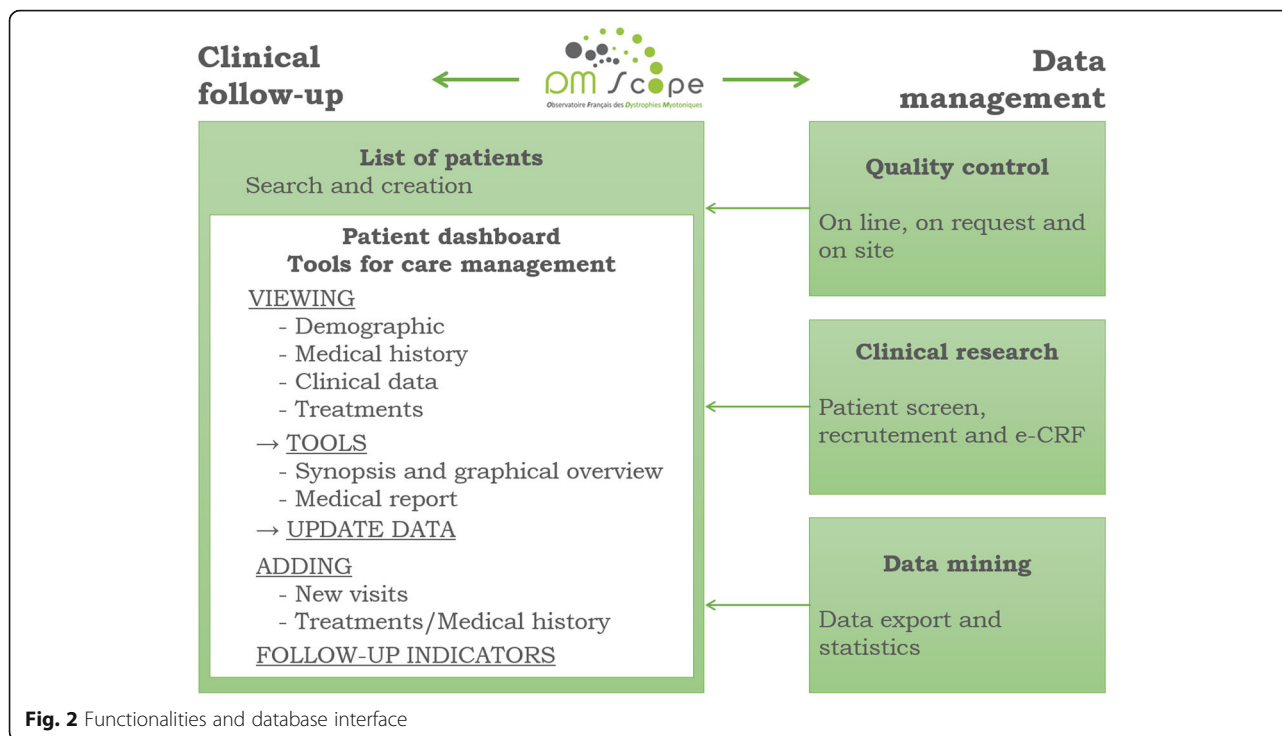 Clinical
follow-up
DM Scope
Observatoire Français des Dystrophies Myotoniques
Data
management
List of patients
Search and creation
Patient dashboard
Tools for care management
VIEWING
- Demographic
- Medical history
- Clinical data
- Treatments
→ TOOLS
- Synopsis and graphical overview
- Medical report
→ UPDATE DATA
ADDING
- New visits
- Treatments/Medical history
FOLLOW-UP INDICATORS
Quality control
On line, on request and
on site
Clinical research
Patient screen,
recrutement and e-CRF
Data mining
Data export and
statistics
Fig. 2 Functionalities and database interface